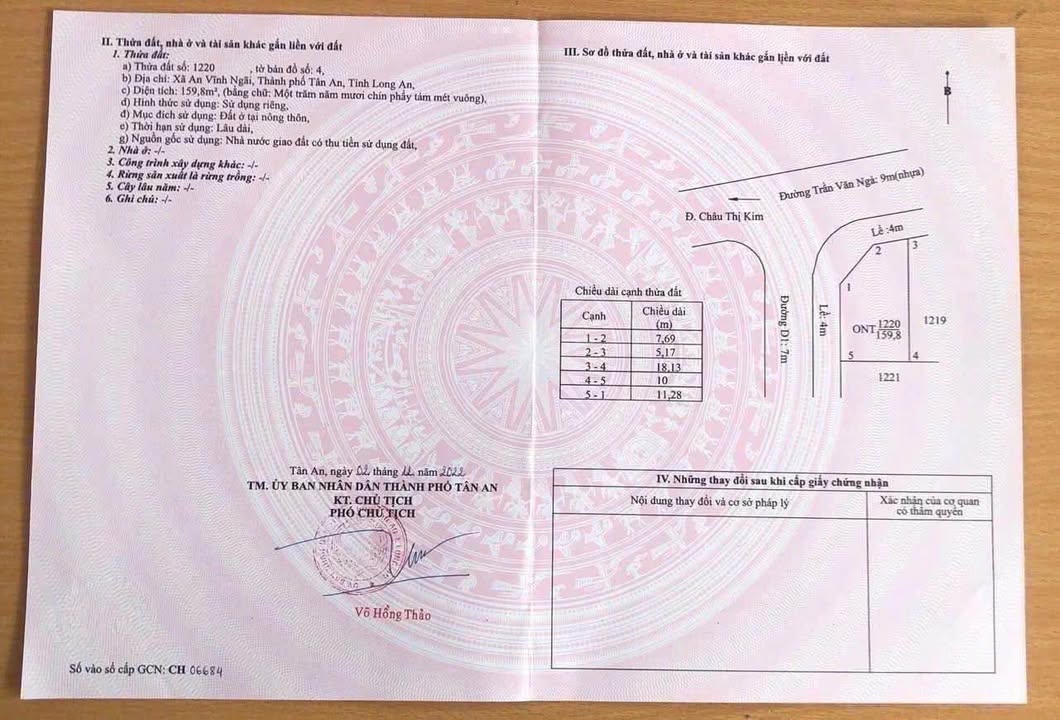 II. Thửa đất, nhà ở và tài sản khác gắn liền với đất
1. Thửa đất:
a) Thửa đất số: 1220 , tờ bản đồ số: 4,
b) Địa chỉ: Xã An Vĩnh Ngãi, Thành phố Tân An, Tỉnh Long An,
c) Diện tích: 159,8m², (bằng chữ: Một trăm năm mươi chín phẩy tám mét vuông),
d) Hình thức sử dụng: Sử dụng riêng,
đ) Mục đích sử dụng: Đất ở tại nông thôn,
e) Thời hạn sử dụng: Lâu dài,
g) Nguồn gốc sử dụng: Nhà nước giao đất có thu tiền sử dụng đất,
2. Nhà ở: -/-
3. Công trình xây dựng khác: -/-
4. Rừng sản xuất là rừng trồng: -/-
5. Cây lâu năm: -/-
6. Ghi chú: -/-
Tân An, ngày 02 tháng 11 năm 2022
TM. ỦY BAN NHÂN DÂN THÀNH PHỐ TÂN AN
KT. CHỦ TỊCH
PHÓ CHỦ TỊCH
Võ Hồng Thảo
Số vào sổ cấp GCN: CH 06684
III. Sơ đồ thửa đất, nhà ở và tài sản khác gắn liền với đất
B
Đường Trần Văn Ngà: 9m(nhựa)
Đ. Châu Thị Kim
Lề :4m
2
3
1
Đường D1: 7m
Lề: 4m
ONT 1220
159,8
1219
5
4
1221
Chiều dài cạnh thửa đất
Cạnh Chiều dài
(m)
1 - 2 7,69
2 - 3 5,17
3 - 4 18,13
4 - 5 10
5 - 1 11,28
IV. Những thay đổi sau khi cấp giấy chứng nhận
Nội dung thay đổi và cơ sở pháp lý
Xác nhận của cơ quan
có thẩm quyền